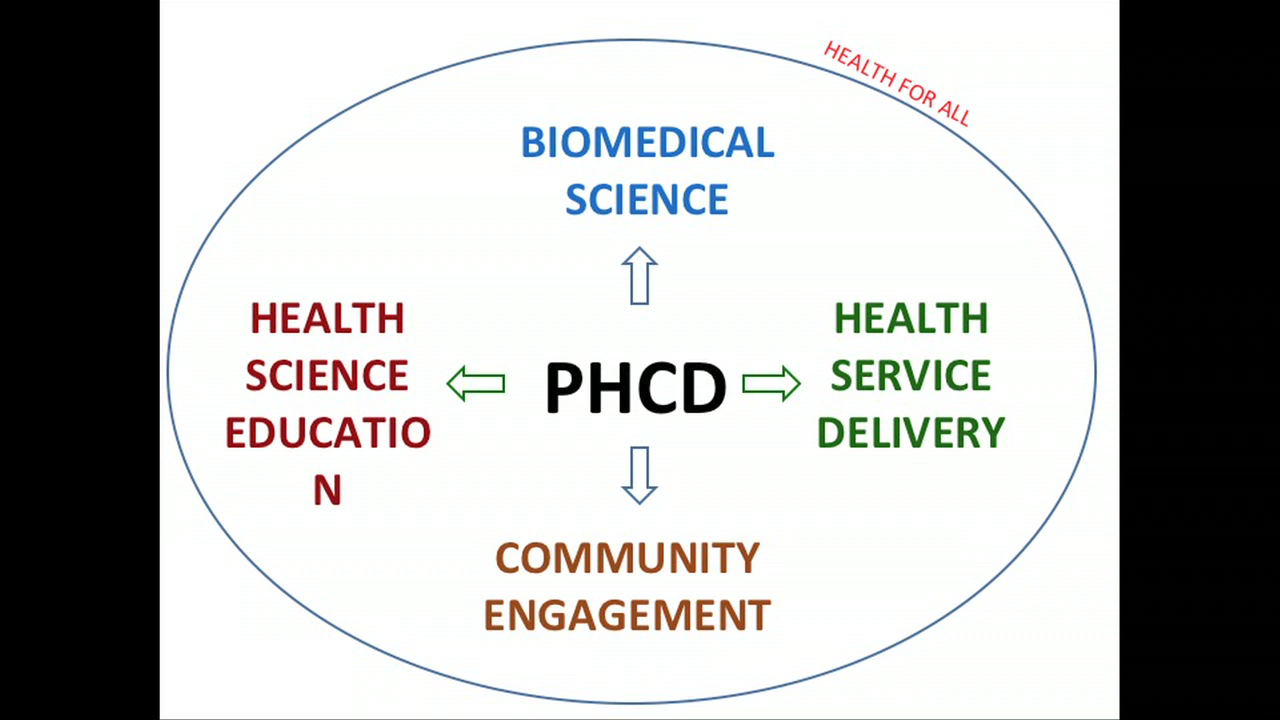 HEALTH FOR ALL
BIOMEDICAL
SCIENCE
HEALTH
SCIENCE
EDUCATIO
N
PHCD
HEALTH
SERVICE
DELIVERY
COMMUNITY
ENGAGEMENT